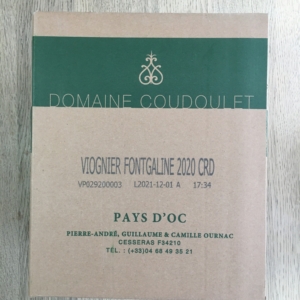 DOMAINE COUDOULET
VIOGNIER FONTGALINE 2020 CRD
VP029200003 L2021-12-01 A 17:34
PAYS D'OC
PIERRE-ANDRÉ, GUILLAUME & CAMILLE OURNAC
CESSERAS F34210
TÉL. : (+33)04 68 49 35 21